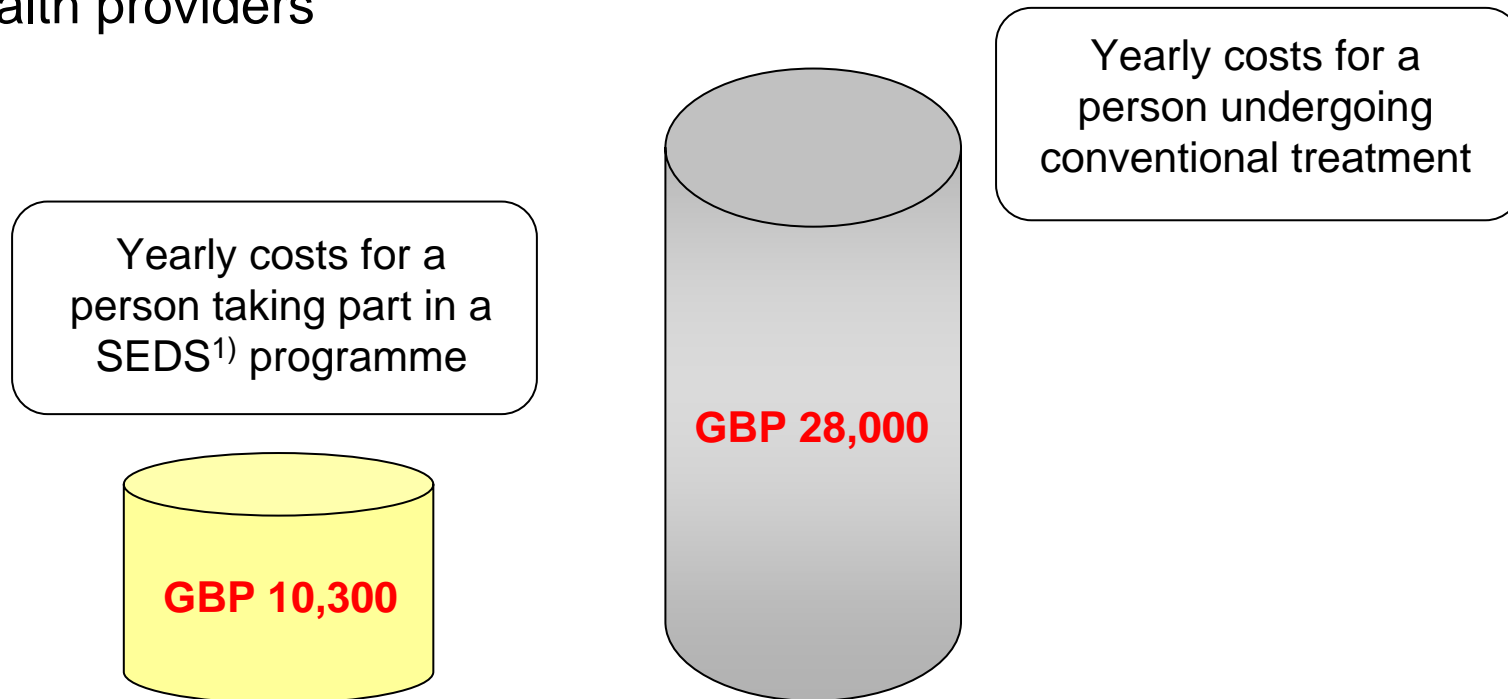 providers
Yearly costs for a
person undergoing
conventional treatment
Yearly costs for a
person taking part in a
SEDS1) programme
GBP 28,000
GBP 10,300